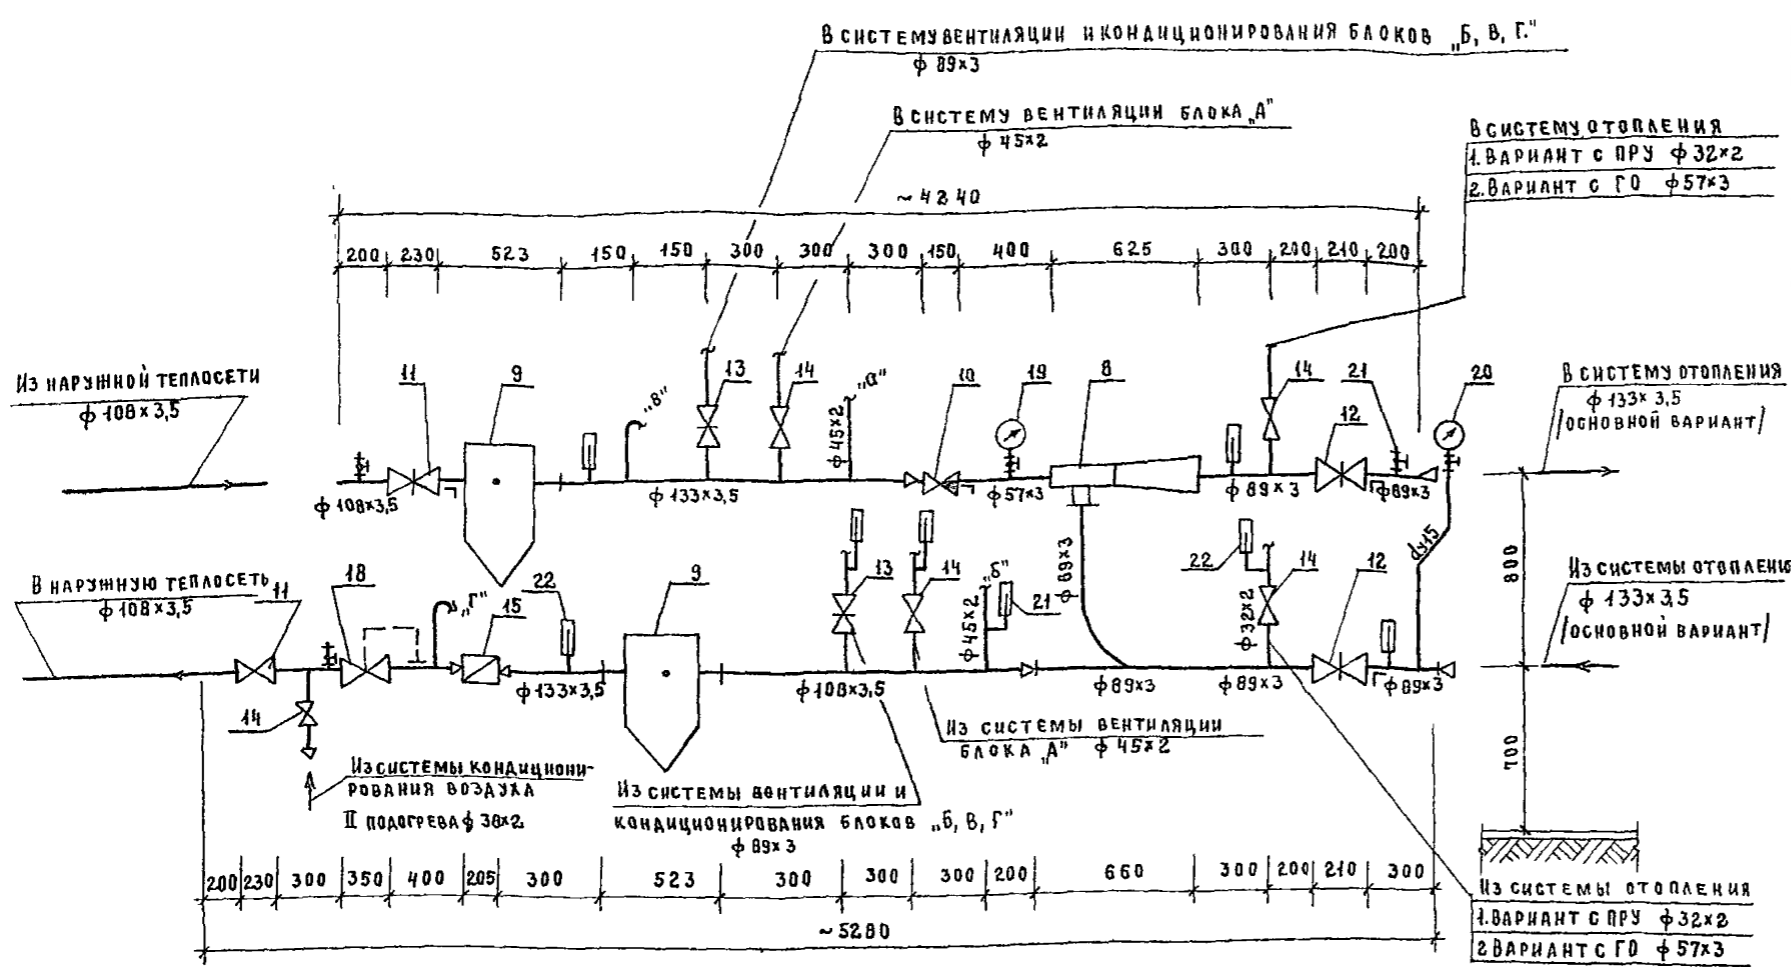 В СИСТЕМУ ВЕНТИЛЯЦИИ И КОНДИЦИОНИРОВАНИЯ БЛОКОВ „Б, В, Г."
ф 89×3
В СИСТЕМУ ВЕНТИЛЯЦИИ БЛОКА „А"
ф 45×2
В СИСТЕМУ ОТОПЛЕНИЯ
1. ВАРИАНТ С ПРУ ф 32×2
2. ВАРИАНТ С ГО ф 57×3
~ 4240
200 230 523 150 150 300 300 300 150 400 625 300 200 210 200
ИЗ НАРУЖНОЙ ТЕПЛОСЕТИ
ф 108 × 3,5
11 9 „В" 13 14 „а" 10 19 8 14 21 20
12
В СИСТЕМУ ОТОПЛЕНИЯ
ф 133× 3,5
/ОСНОВНОЙ ВАРИАНТ/
ф 45×2
ф 108×3,5
ф 133×3,5
ф 57×3
ф 89×3
ф 89×3
ф 89×3
dу15
800
В НАРУЖНУЮ ТЕПЛОСЕТЬ
ф 108 × 3,5
11 18 „Г" 15 22 9 13 14 „Б" 21 22 14 12
ф 45×2
ф 32×2
ИЗ СИСТЕМЫ ОТОПЛЕНИ
ф 133×3,5
/ОСНОВНОЙ ВАРИАНТ/
ф 133×3,5
ф 108×3,5
ф 89×3
ф 89×3
ф 89×3
14
700
ИЗ СИСТЕМЫ ВЕНТИЛЯЦИИ
БЛОКА „А" ф 45×2
ИЗ СИСТЕМЫ КОНДИЦИОНИ-
РОВАНИЯ ВОЗДУХА
II ПОДОГРЕВА ф 38×2
ИЗ СИСТЕМЫ ВЕНТИЛЯЦИИ И
КОНДИЦИОНИРОВАНИЯ БЛОКОВ „Б, В, Г"
ф 89×3
200 230 300 350 400 205 300 523 300 300 300 200 660 300 200 210 300
~ 5280
ИЗ СИСТЕМЫ ОТОПЛЕНИЯ
1. ВАРИАНТ С ПРУ ф 32×2
2 ВАРИАНТ С ГО ф 57×3